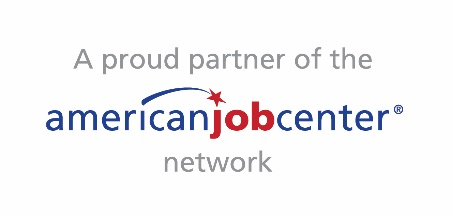 A proud partner of the
americanjobcenter®
network